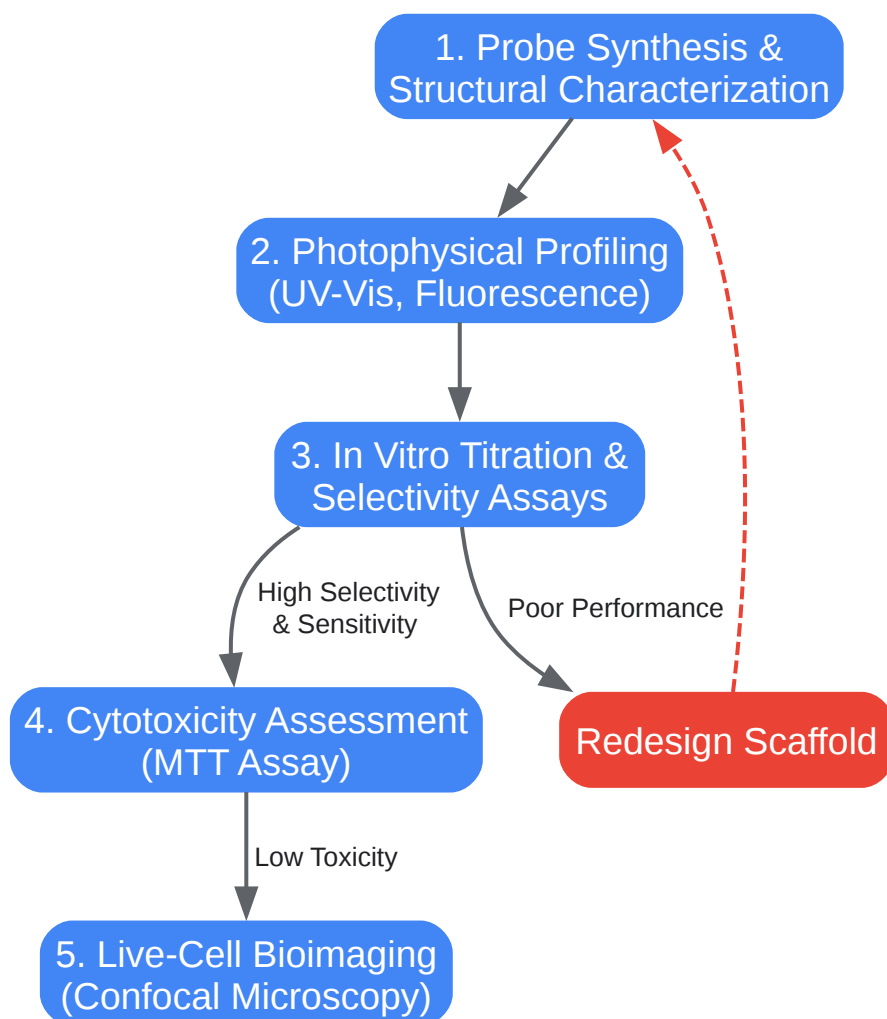 1. Probe Synthesis &
Structural Characterization
2. Photophysical Profiling
(UV-Vis, Fluorescence)
3. In Vitro Titration &
Selectivity Assays
High Selectivity
& Sensitivity
Poor Performance
4. Cytotoxicity Assessment
(MTT Assay)
Redesign Scaffold
Low Toxicity
5. Live-Cell Bioimaging
(Confocal Microscopy)